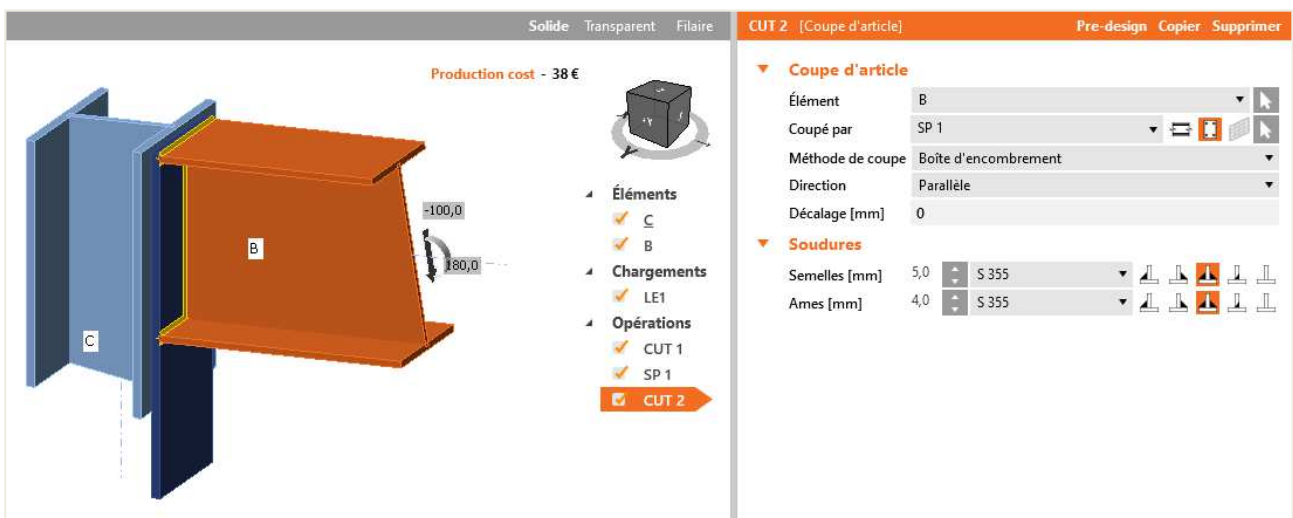 Solide Transparent Filaire
Production cost - 38 €
-100,0
180,0
B
C
Éléments
C
B
Chargements
LE1
Opérations
CUT 1
SP 1
CUT 2
CUT 2 [Coupe d'article] Pre-design Copier Supprimer
Coupe d'article
Élément B
Coupé par SP 1
Méthode de coupe Boîte d'encombrement
Direction Parallèle
Décalage [mm] 0
Soudures
Semelles [mm] 5,0 S 355
Ames [mm] 4,0 S 355